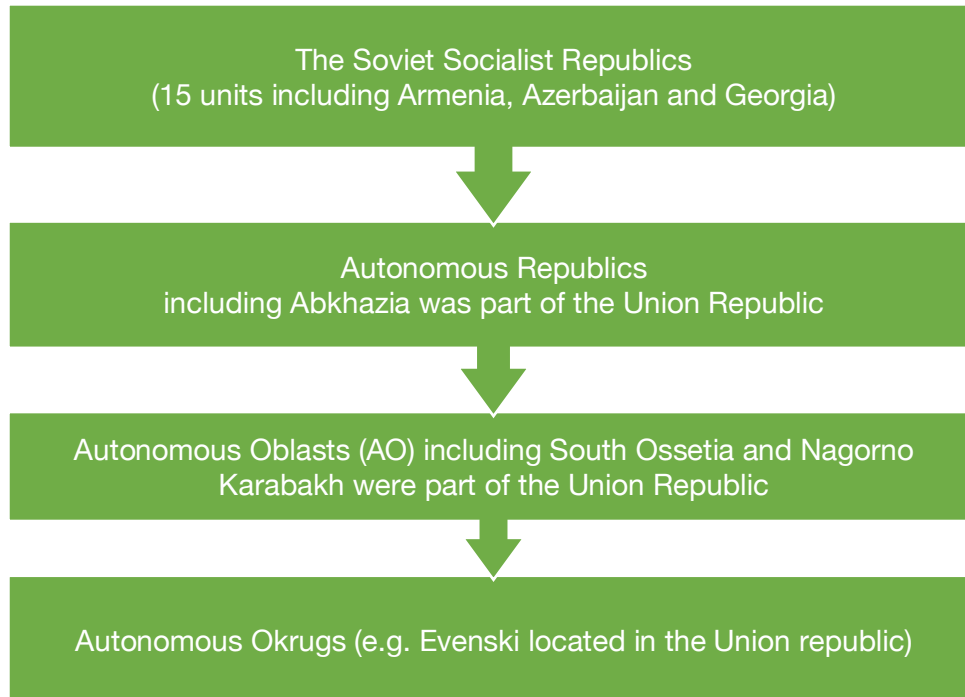 The Soviet Socialist Republics
(15 units including Armenia, Azerbaijan and Georgia)
Autonomous Republics
including Abkhazia was part of the Union Republic
Autonomous Oblasts (AO) including South Ossetia and Nagorno
Karabakh were part of the Union Republic
Autonomous Okrugs (e.g. Evenski located in the Union republic)